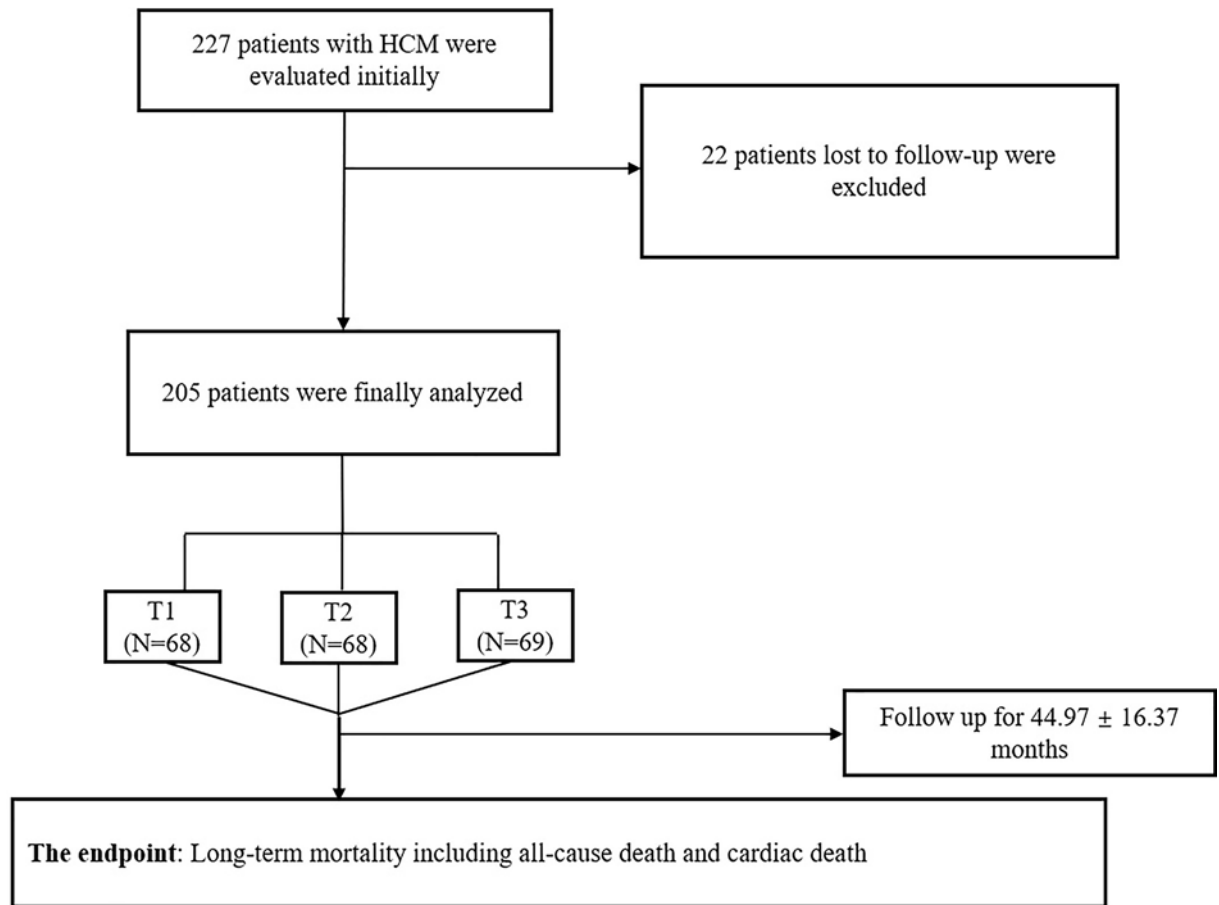 227 patients with HCM were
evaluated initially
22 patients lost to follow-up were
excluded
205 patients were finally analyzed
T1
(N=68)
T2
(N=68)
T3
(N=69)
Follow up for 44.97 ± 16.37
months
The endpoint: Long-term mortality including all-cause death and cardiac death